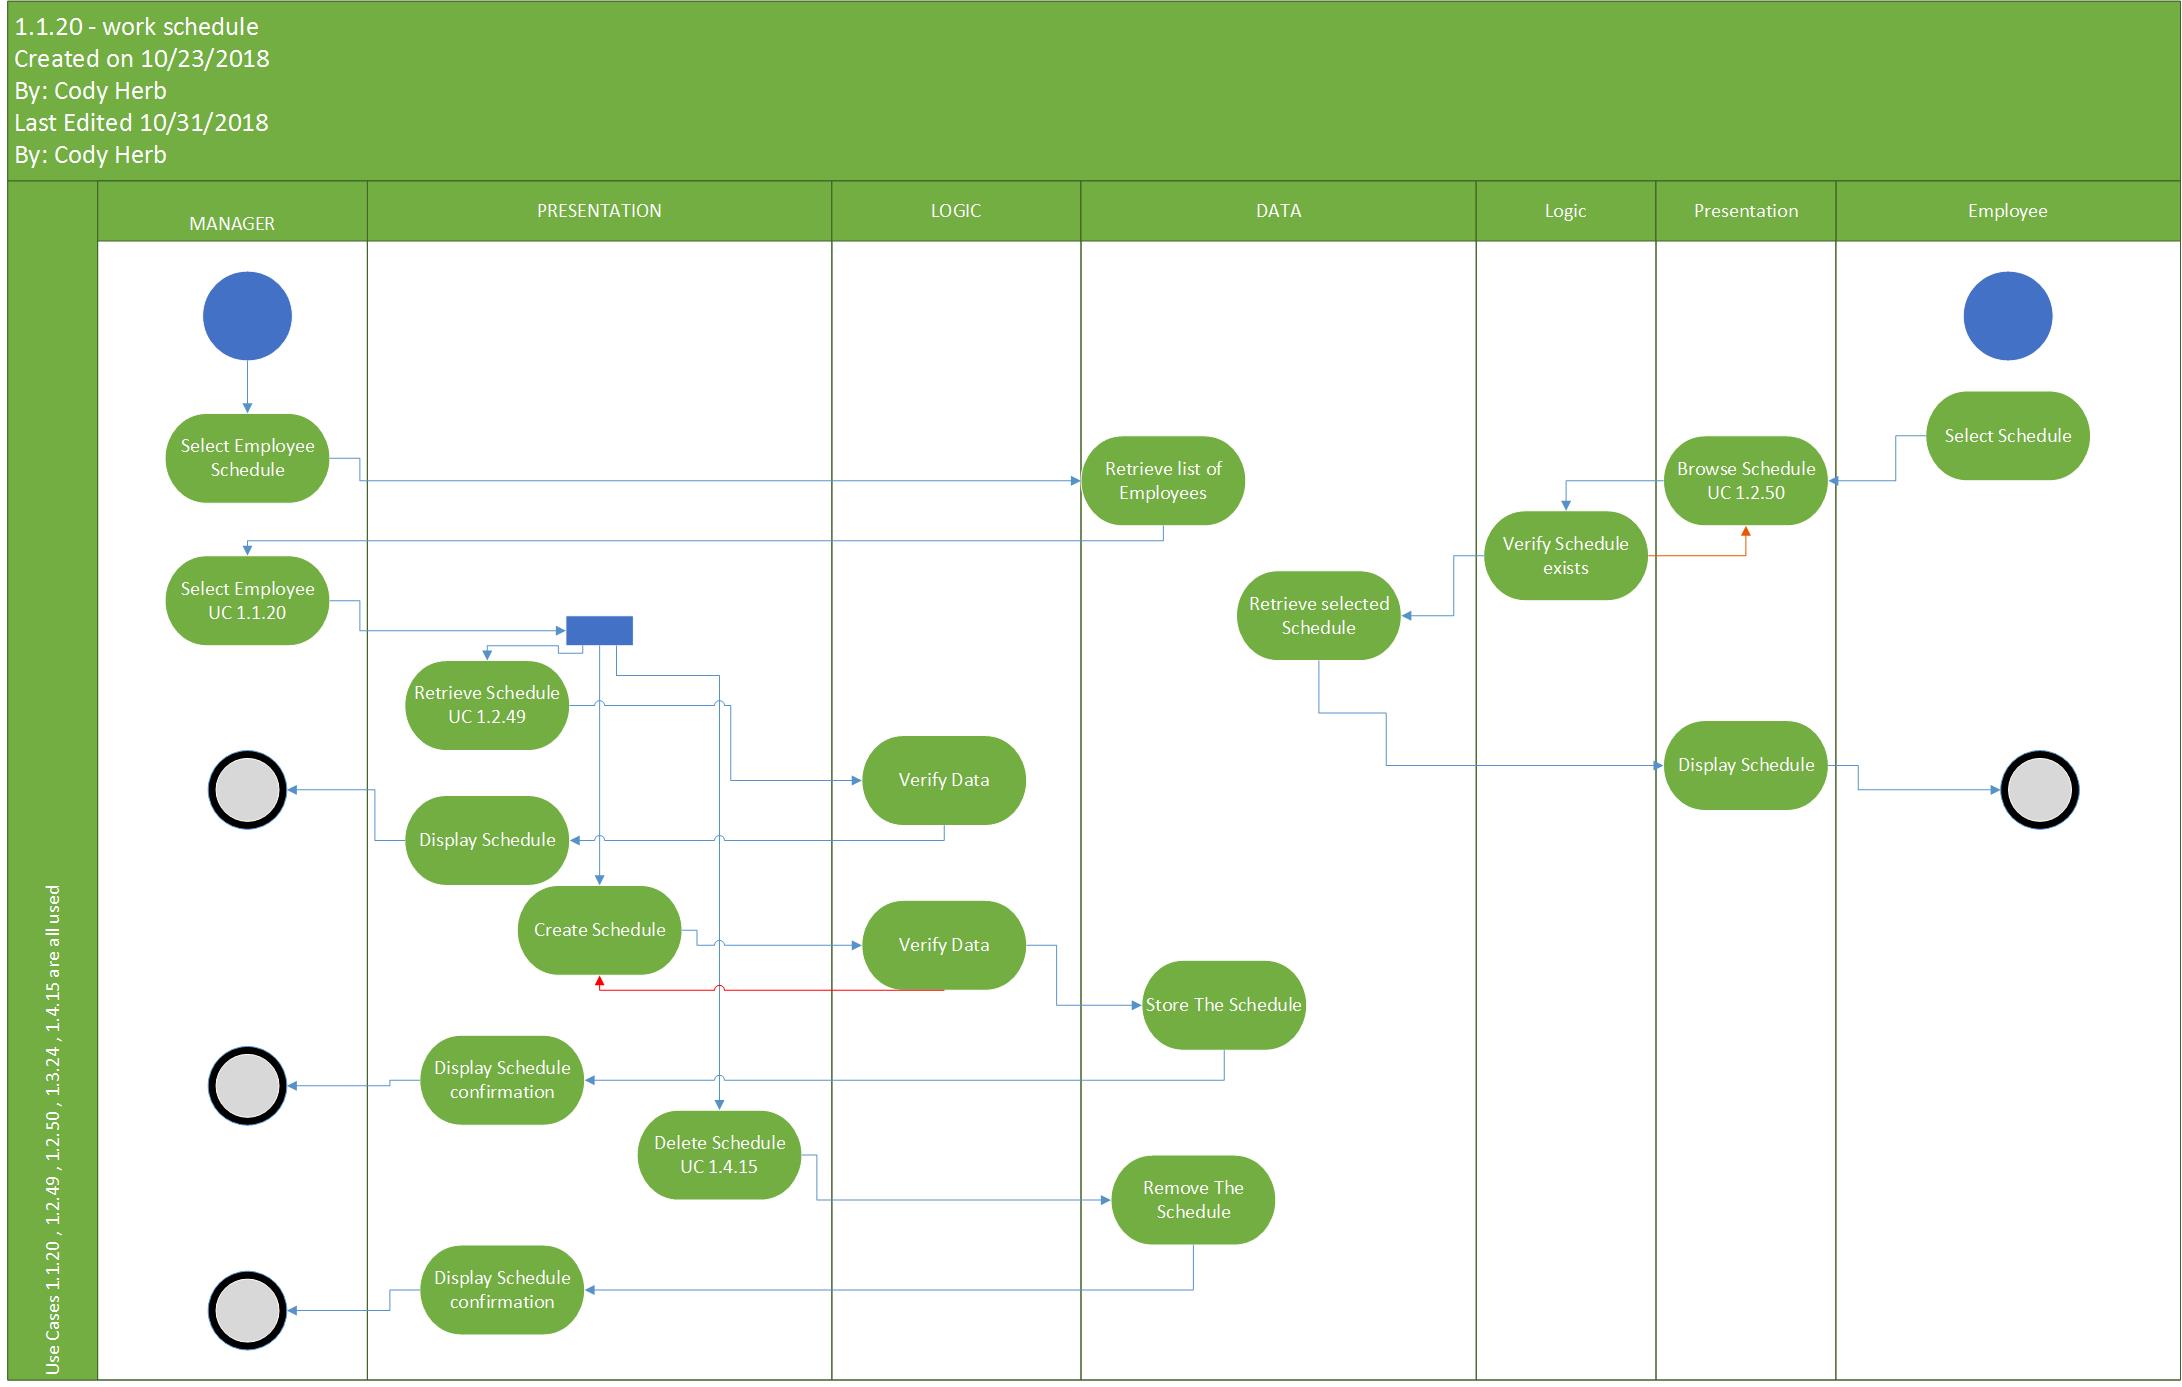 1.1.20 - work schedule
Created on 10/23/2018
By: Cody Herb
Last Edited 10/31/2018
By: Cody Herb
MANAGER
PRESENTATION
LOGIC
DATA
Logic
Presentation
Employee
Select Employee
Schedule
Retrieve list of
Employees
Browse Schedule
UC 1.2.50
Select Schedule
Verify Schedule
exists
Select Employee
UC 1.1.20
Retrieve selected
Schedule
Retrieve Schedule
UC 1.2.49
Verify Data
Display Schedule
Display Schedule
Create Schedule
Verify Data
Store The Schedule
Display Schedule
confirmation
Delete Schedule
UC 1.4.15
Remove The
Schedule
Display Schedule
confirmation
Use Cases 1.1.20 , 1.2.49 , 1.2.50 , 1.3.24 , 1.4.15 are all used